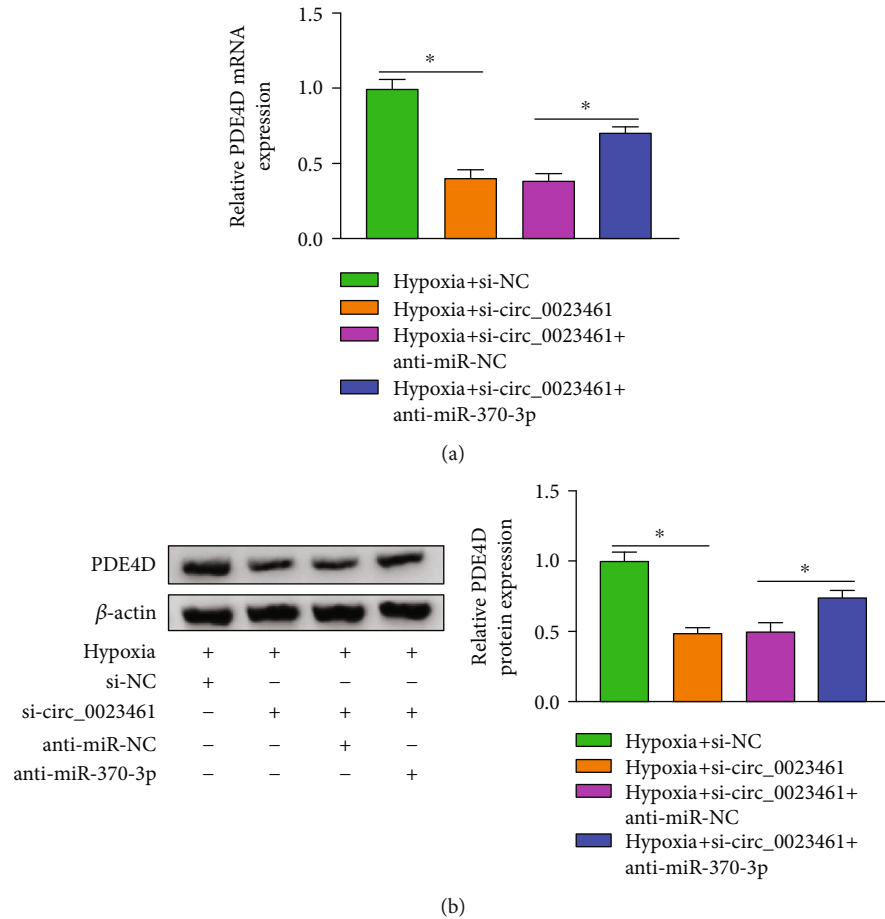 1.5
1.0
0.5
0.0
Relative PDE4D mRNA
expression
*
*
Hypoxia+si-NC
Hypoxia+si-circ_0023461
Hypoxia+si-circ_0023461+
anti-miR-NC
Hypoxia+si-circ_0023461+
anti-miR-370-3p
(a)
PDE4D
β-actin
Hypoxia + + + +
si-NC + − − −
si-circ_0023461 − + + +
anti-miR-NC − − + −
anti-miR-370-3p − − − +
1.5
1.0
0.5
0.0
Relative PDE4D
protein expression
*
*
Hypoxia+si-NC
Hypoxia+si-circ_0023461
Hypoxia+si-circ_0023461+
anti-miR-NC
Hypoxia+si-circ_0023461+
anti-miR-370-3p
(b)